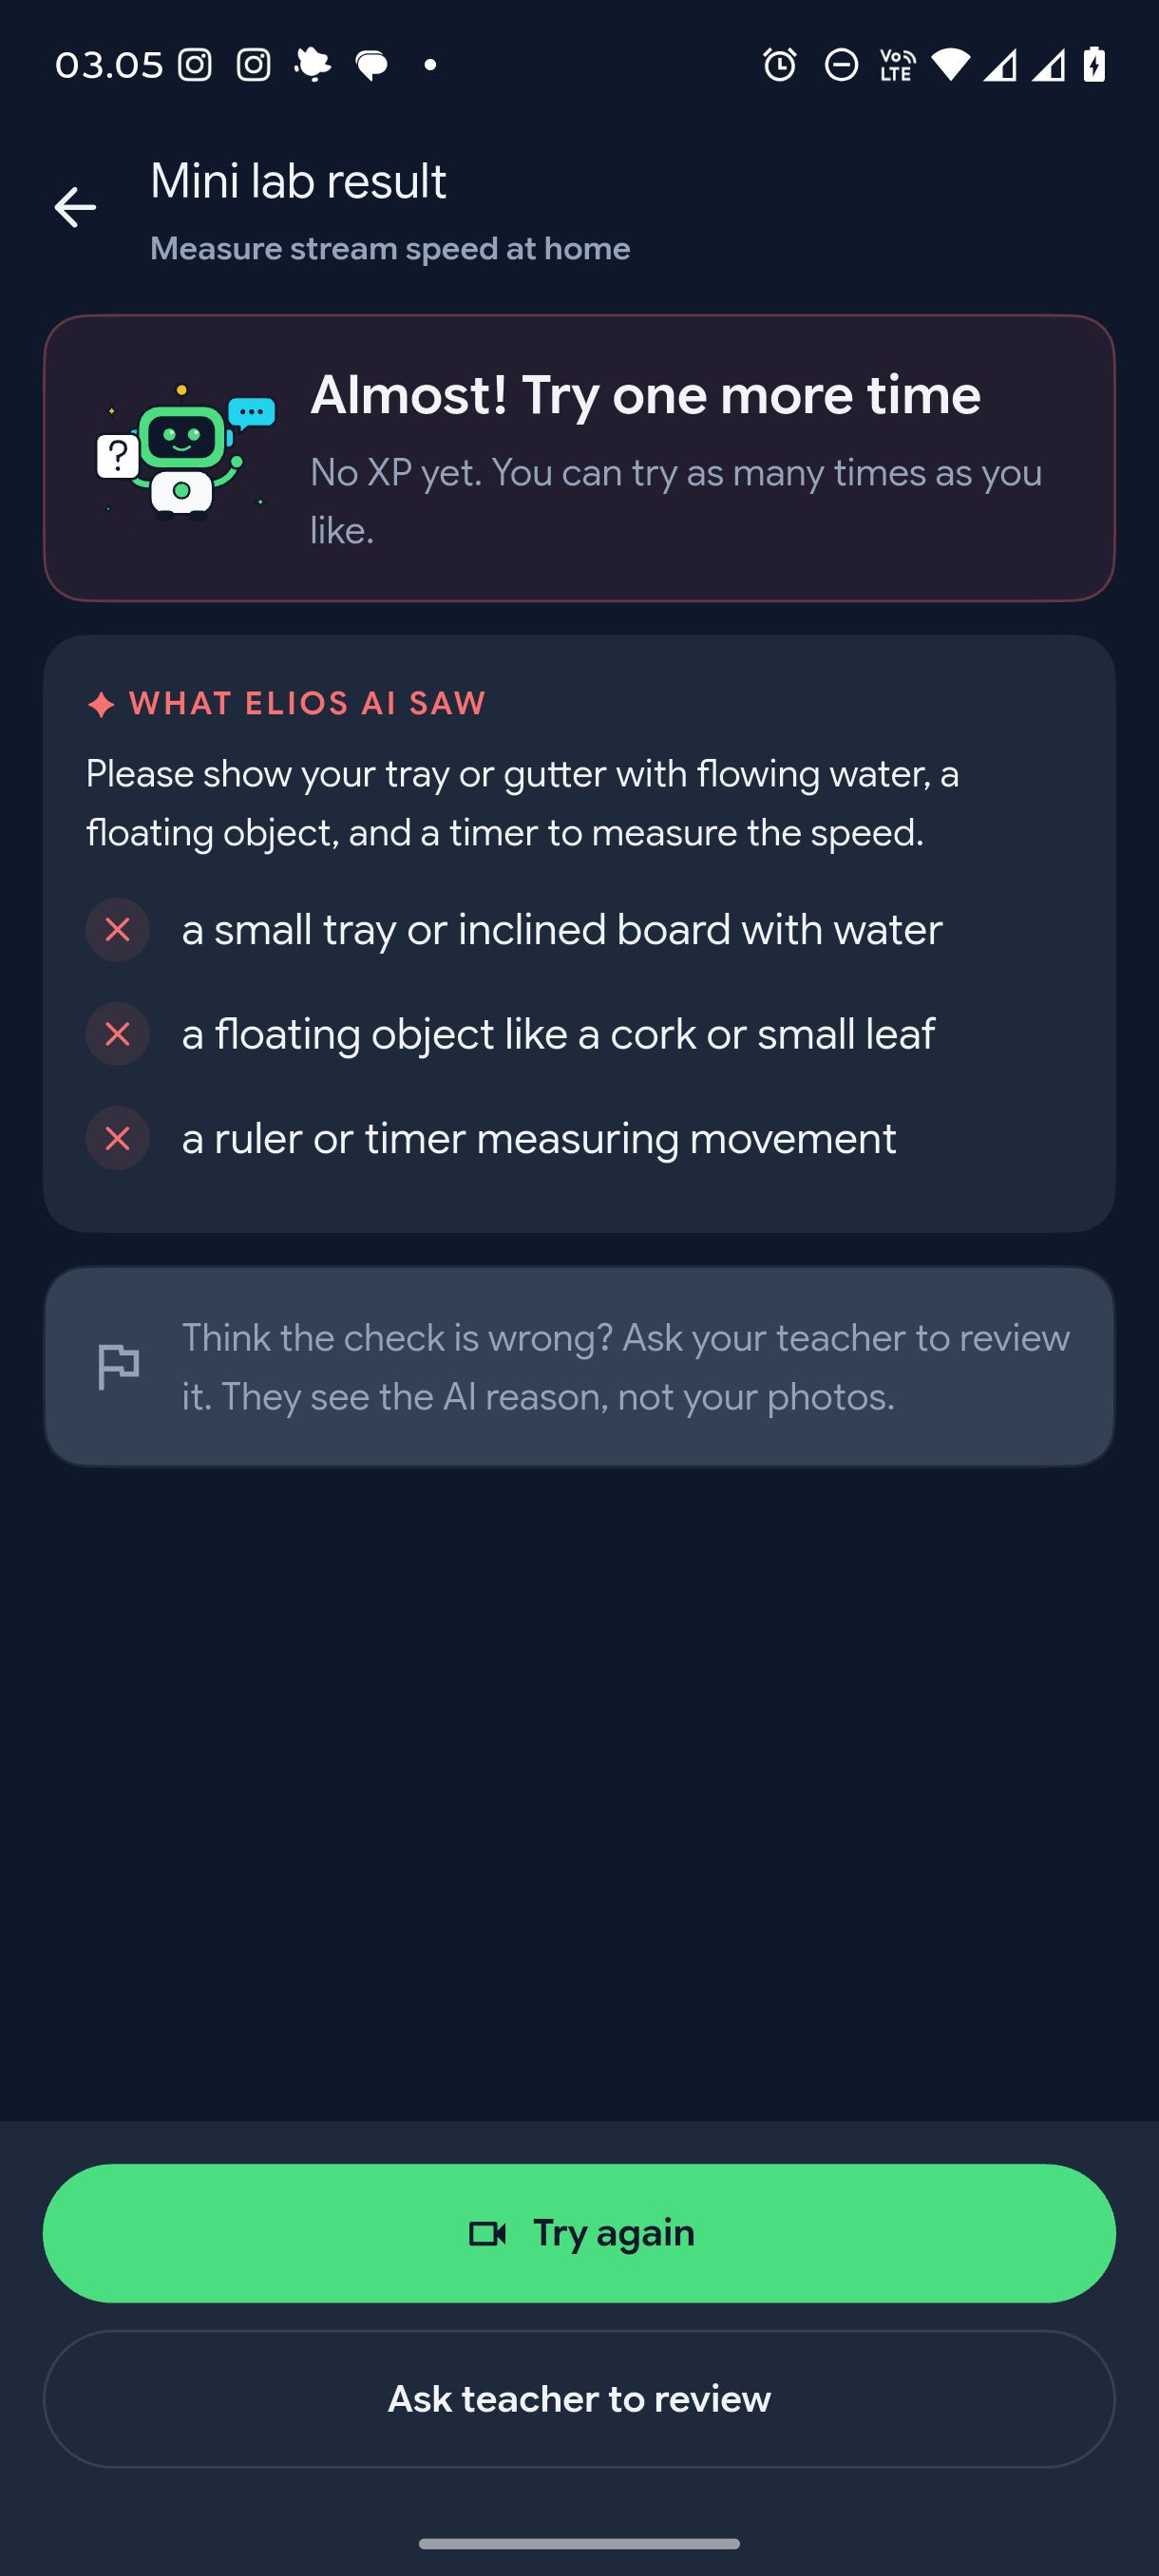 03.05
VoLTE
Mini lab result
Measure stream speed at home
?
Almost! Try one more time
No XP yet. You can try as many times as you
like.
WHAT ELIOS AI SAW
Please show your tray or gutter with flowing water, a
floating object, and a timer to measure the speed.
a small tray or inclined board with water
a floating object like a cork or small leaf
a ruler or timer measuring movement
Think the check is wrong? Ask your teacher to review
it. They see the AI reason, not your photos.
Try again
Ask teacher to review